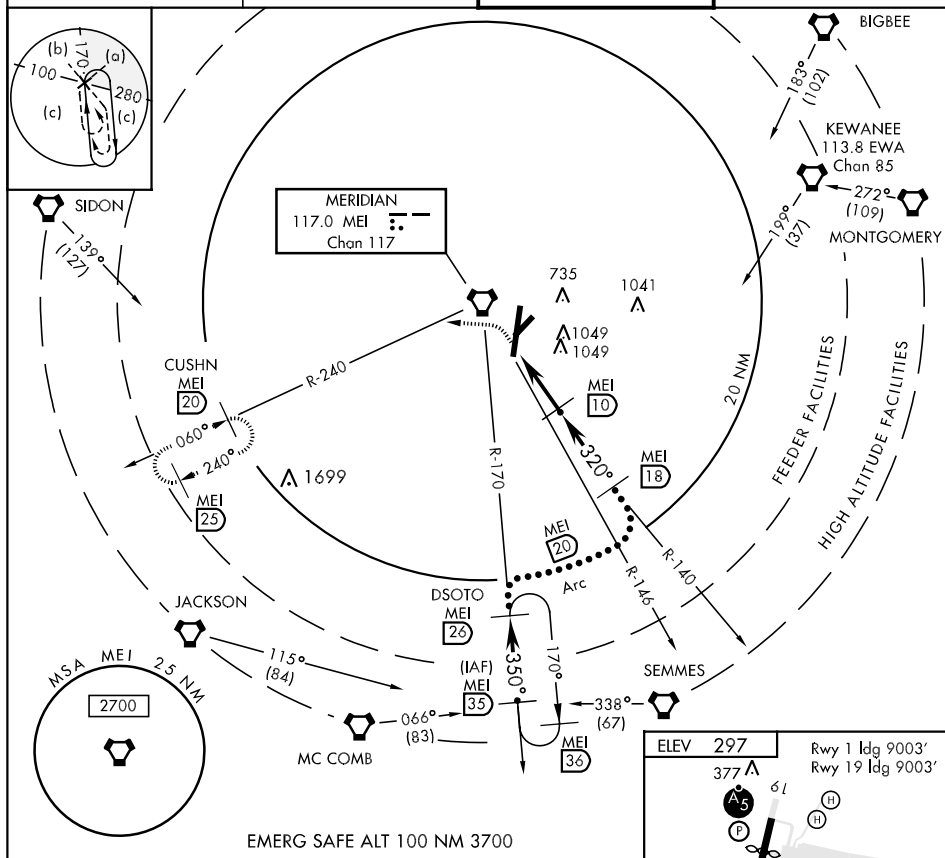 (b)
170
(a)
100
280
(c)
(c)
BIGBEE
183°
(102)
KEWANEE
113.8 EWA
Chan 85
272°
(109)
MONTGOMERY
199°
(37)
SIDON
139°
(127)
MERIDIAN
117.0 MEI
Chan 117
735
1041
1049
1049
20 NM
FEEDER FACILITIES
HIGH ALTITUDE FACILITIES
CUSHN
MEI
20
R-240
060°
240°
MEI
25
1699
MEI
10
R-170
320°
MEI
18
MEI
20
Arc
R-146
R-140
DSOTO
MEI
26
350°
170°
(IAF)
MEI
35
MEI
36
SEMMES
338°
(67)
JACKSON
115°
(84)
MC COMB
066°
(83)
MSA MEI 25 NM
2700
EMERG SAFE ALT 100 NM 3700
ELEV 297
Rwy 1 ldg 9003'
Rwy 19 ldg 9003'
377
19
A5
P
H
H